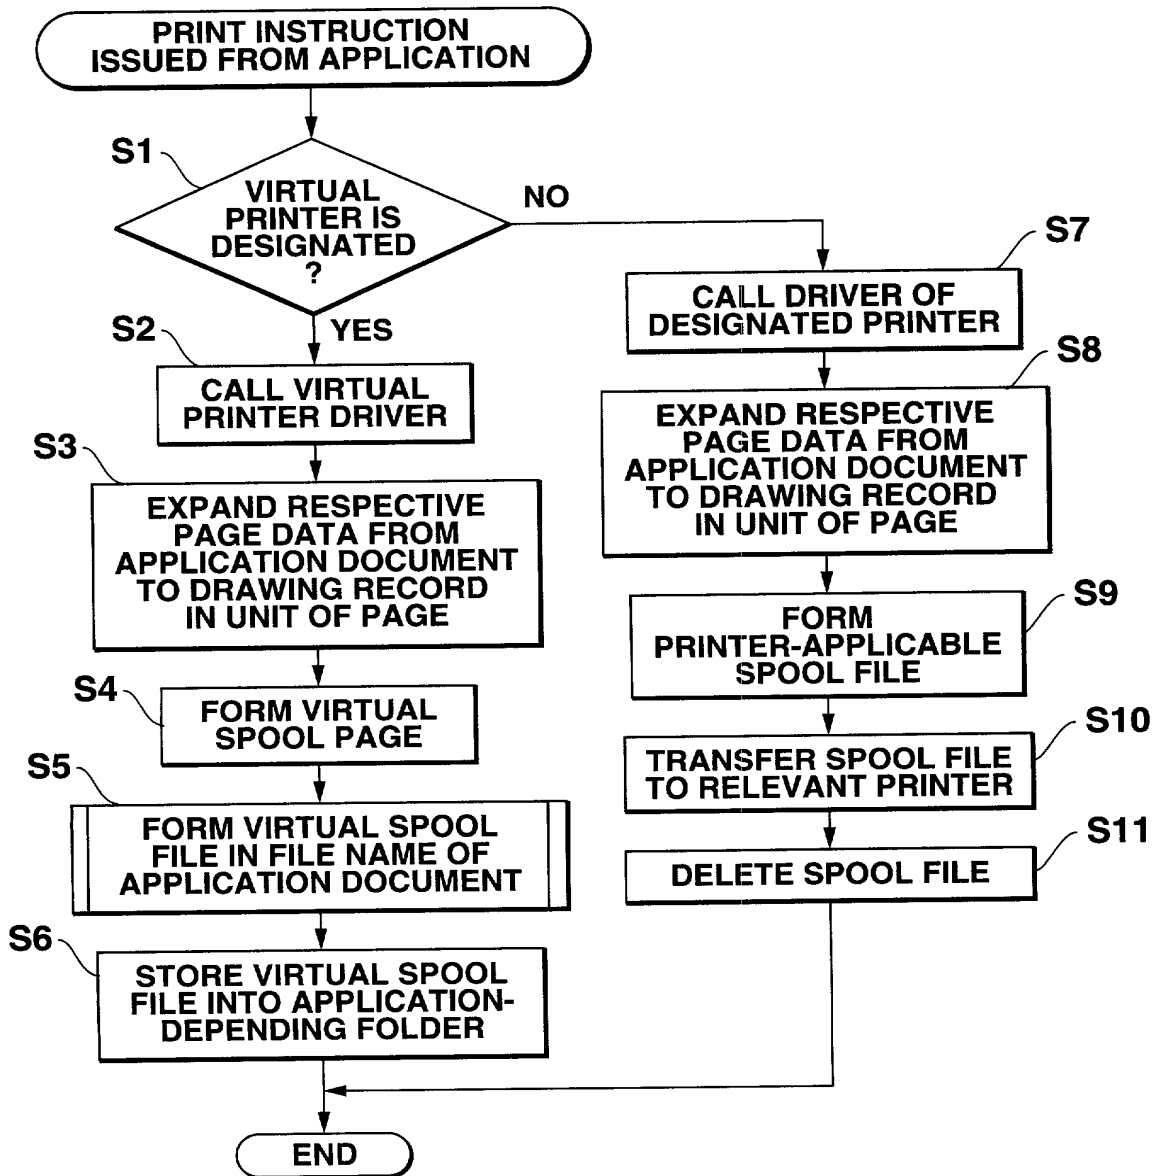 PRINT INSTRUCTION
ISSUED FROM APPLICATION
S1
VIRTUAL
PRINTER IS
DESIGNATED
?
NO
YES
S2
CALL VIRTUAL
PRINTER DRIVER
S3
EXPAND RESPECTIVE
PAGE DATA FROM
APPLICATION DOCUMENT
TO DRAWING RECORD
IN UNIT OF PAGE
S4
FORM VIRTUAL
SPOOL PAGE
S5
FORM VIRTUAL SPOOL
FILE IN FILE NAME OF
APPLICATION DOCUMENT
S6
STORE VIRTUAL SPOOL
FILE INTO APPLICATION-
DEPENDING FOLDER
S7
CALL DRIVER OF
DESIGNATED PRINTER
S8
EXPAND RESPECTIVE
PAGE DATA FROM
APPLICATION DOCUMENT
TO DRAWING RECORD
IN UNIT OF PAGE
S9
FORM
PRINTER-APPLICABLE
SPOOL FILE
S10
TRANSFER SPOOL FILE
TO RELEVANT PRINTER
S11
DELETE SPOOL FILE
END